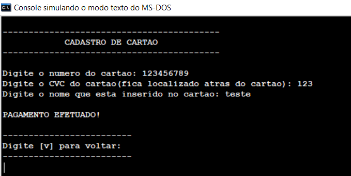 Console simulando o modo texto do MS-DOS
----------------------------------------
CADASTRO DE CARTAO
----------------------------------------
Digite o numero do cartao: 123456789
Digite o CVC do cartao(fica localizado atras do cartao): 123
Digite o nome que esta inserido no cartao: teste
PAGAMENTO EFETUADO!
------------------------
Digite [v] para voltar:
------------------------